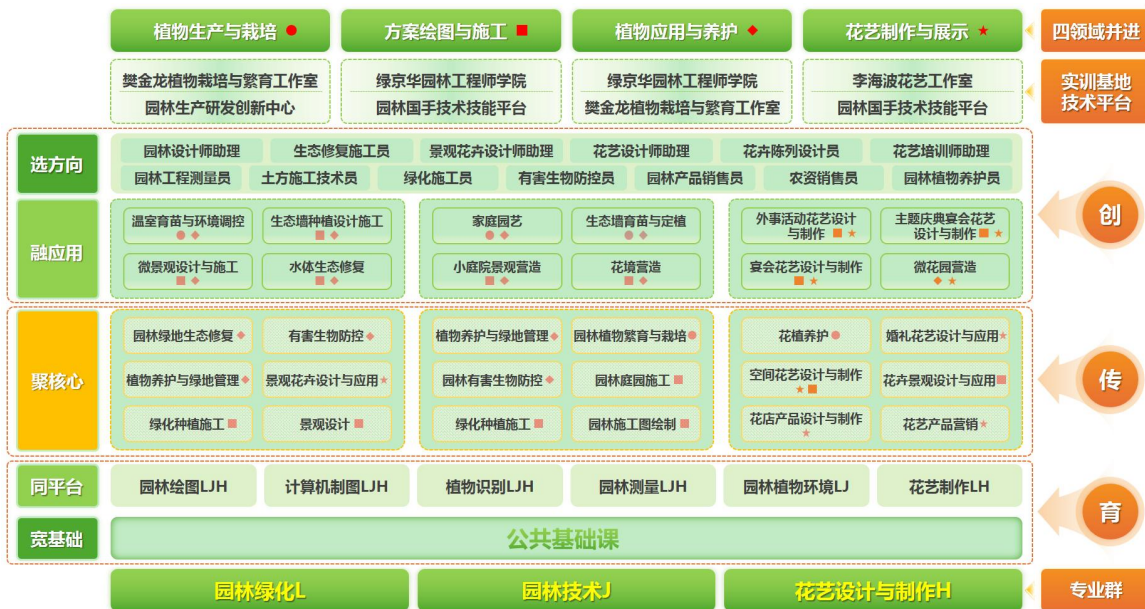 植物生产与栽培 ●
方案绘图与施工 ■
植物应用与养护 ◆
花艺制作与展示 ★
四领域并进
樊金龙植物栽培与繁育工作室
园林生产研发创新中心
绿京华园林工程师学院
园林国手技术技能平台
绿京华园林工程师学院
樊金龙植物栽培与繁育工作室
李海波花艺工作室
园林国手技术技能平台
实训基地
技术平台
选方向
园林设计师助理
生态修复施工员
景观花卉设计师助理
花艺设计师助理
花卉陈列设计员
花艺培训师助理
园林工程测量员
土方施工技术员
绿化施工员
有害生物防控员
园林产品销售员
农资销售员
园林植物养护员
创
融应用
温室育苗与环境调控
● ◆
生态墙种植设计施工
■ ◆
家庭园艺
● ◆
生态墙育苗与定植
● ◆
外事活动花艺设计
与制作 ■ ★
主题庆典宴会花艺
设计与制作 ■ ★
微景观设计与施工
■ ◆
水体生态修复
■ ◆
小庭院景观营造
■ ◆
花境营造
■ ◆
宴会花艺设计与制作
■ ★
微花园营造
◆ ★
聚核心
园林绿地生态修复 ◆
有害生物防控 ◆
植物养护与绿地管理 ◆
园林植物繁育与栽培 ●
花植养护 ●
婚礼花艺设计与应用 ★
植物养护与绿地管理 ◆
景观花卉设计与应用 ★
园林有害生物防控 ◆
园林庭园施工 ■
空间花艺设计与制作
★ ■
花卉景观设计与应用 ■
绿化种植施工 ■
景观设计 ■
绿化种植施工 ■
园林施工图绘制 ■
花店产品设计与制作
★
花艺产品营销 ★
传
同平台
园林绘图LJH
计算机制图LJH
植物识别LJH
园林测量LJH
园林植物环境LJ
花艺制作LH
育
宽基础
公共基础课
园林绿化L
园林技术J
花艺设计与制作H
专业群